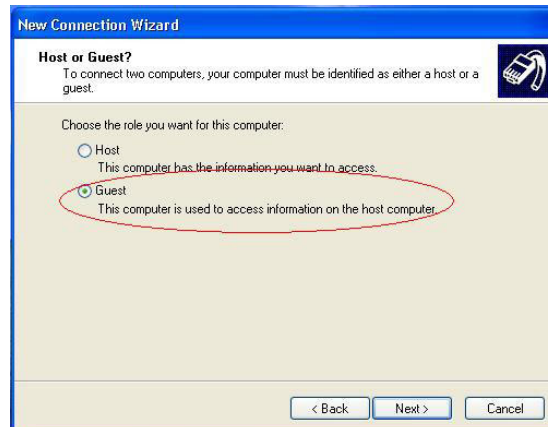 New Connection Wizard
Host or Guest?
To connect two computers, your computer must be identified as either a host or a
guest.
Choose the role you want for this computer:
Host
This computer has the information you want to access.
Guest
This computer is used to access information on the host computer.
< Back
Next >
Cancel